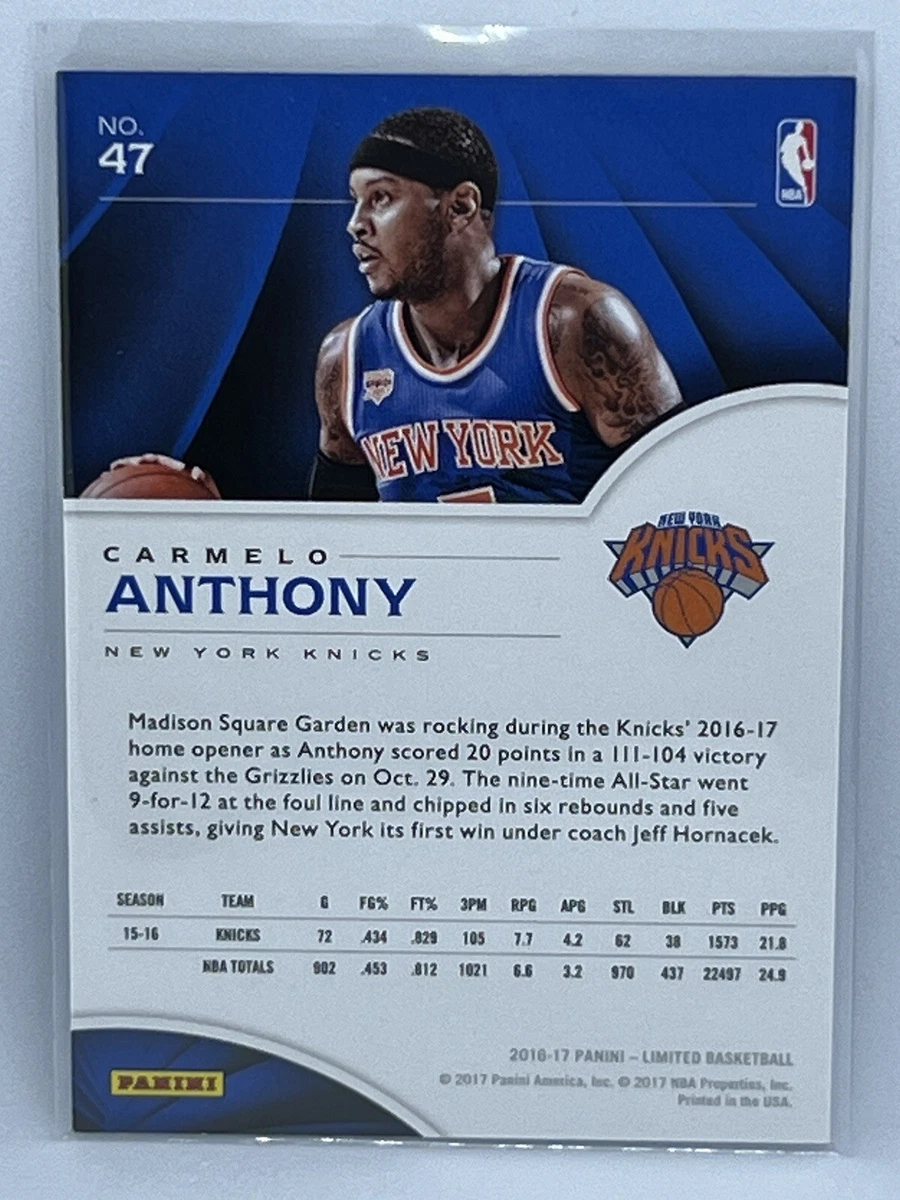 NO.
47
NBA
NEW YORK
CARMELO
ANTHONY
NEW YORK KNICKS
NEW YORK
KNICKS
Madison Square Garden was rocking during the Knicks' 2016-17
home opener as Anthony scored 20 points in a 111-104 victory
against the Grizzlies on Oct. 29. The nine-time All-Star went
9-for-12 at the foul line and chipped in six rebounds and five
assists, giving New York its first win under coach Jeff Hornacek.
SEASON TEAM G FG% FT% 3PM RPG APG STL BLK PTS PPG
15-16 KNICKS 72 .434 .829 105 7.7 4.2 62 38 1573 21.8
NBA TOTALS 902 .453 .812 1021 6.6 3.2 970 437 22497 24.9
2016-17 PANINI – LIMITED BASKETBALL
PANINI
© 2017 Panini America, Inc. © 2017 NBA Properties, Inc.
Printed in the USA.